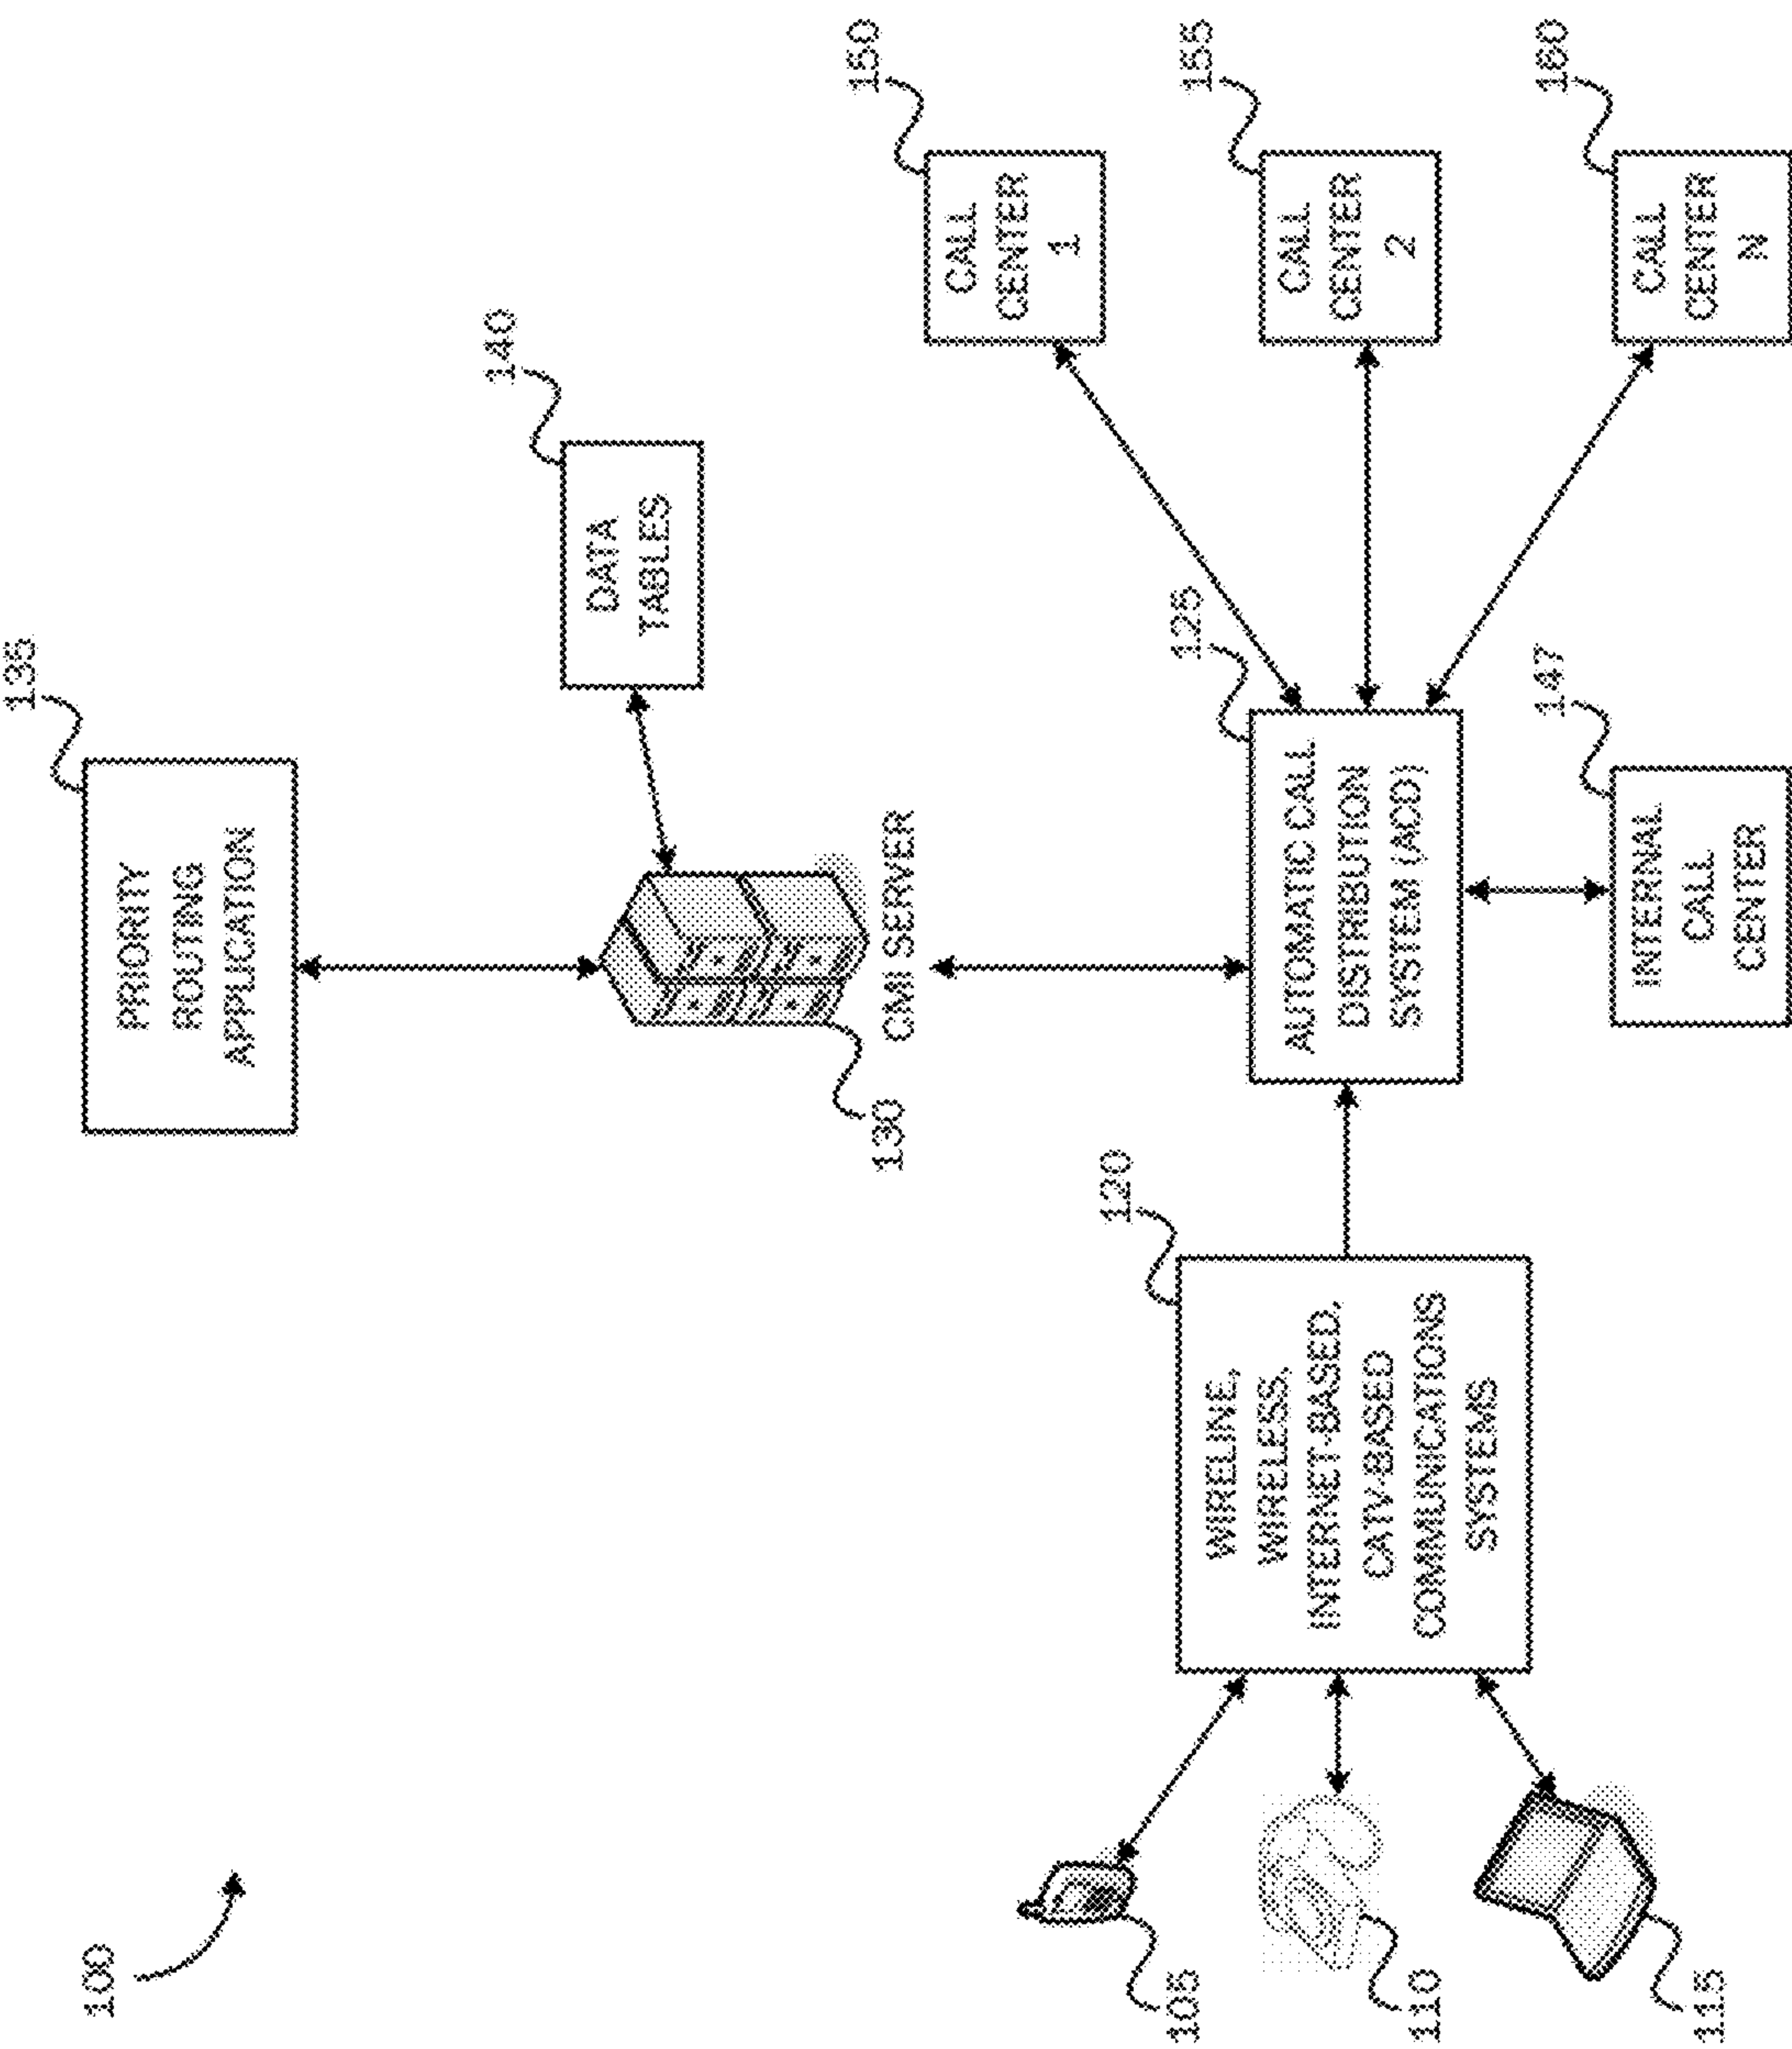 100
135
PRIORITY
ROUTING
APPLICATION
140
DATA
TABLES
130
CMI SERVER
150
CALL
CENTER
1
105
120
WIRELINE,
WIRELESS,
INTERNET-BASED,
CATV-BASED
COMMUNICATIONS
SYSTEMS
125
AUTOMATIC CALL
DISTRIBUTION
SYSTEM (ACD)
155
CALL
CENTER
2
110
115
147
INTERNAL
CALL
CENTER
160
CALL
CENTER
N